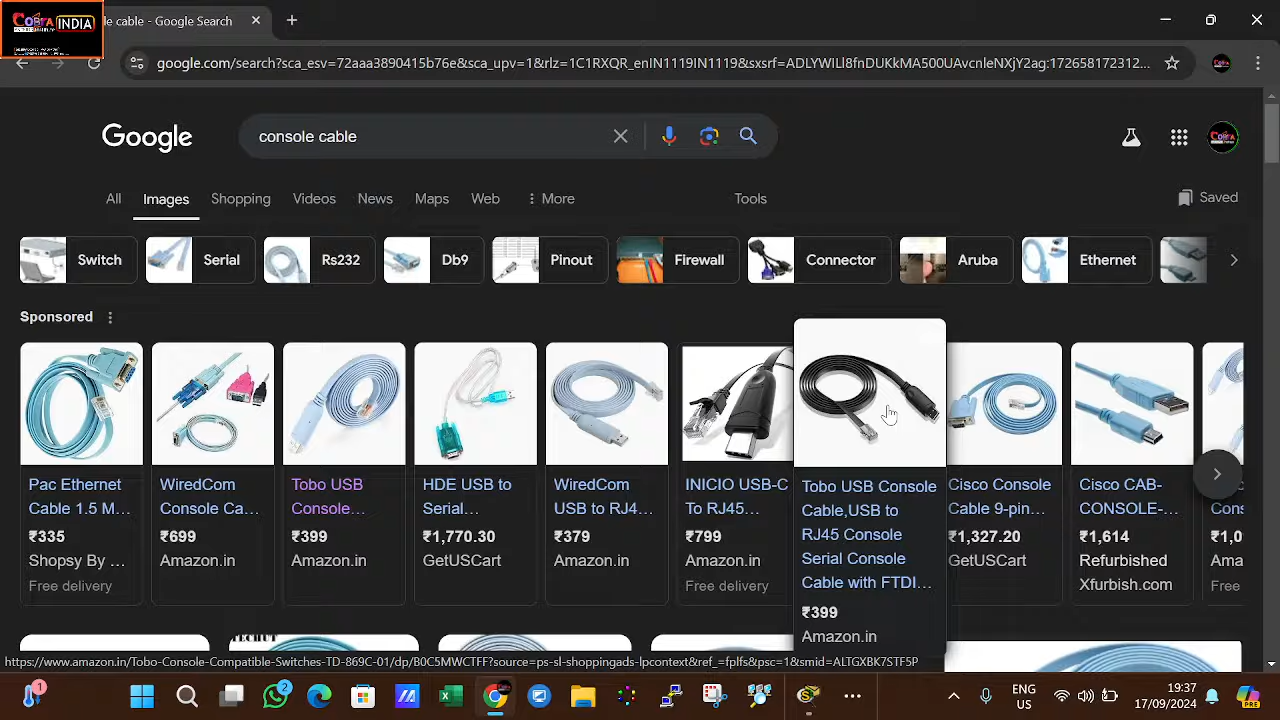 COBRA INDIA
le cable - Google Search
google.com/search?sca_esv=72aaa3890415b76e&sca_upv=1&rlz=1C1RXQR_enIN1119IN1119&sxsrf=ADLYWILl8fnDUKkMA500UAvcnleNXjY2ag:172658172312...
Google
console cable
All Images Shopping Videos News Maps Web More Tools Saved
Switch Serial Rs232 Db9 Pinout Firewall Connector Aruba Ethernet
Sponsored
Pac Ethernet
Cable 1.5 M...
₹335
Shopsy By ...
Free delivery
WiredCom
Console Ca...
₹699
Amazon.in
Tobo USB
Console...
₹399
Amazon.in
HDE USB to
Serial...
₹1,770.30
GetUSCart
WiredCom
USB to RJ4...
₹379
Amazon.in
INICIO USB-C
To RJ45...
₹799
Amazon.in
Free delivery
Tobo USB Console
Cable,USB to
RJ45 Console
Serial Console
Cable with FTDI...
₹399
Amazon.in
Cisco Console
Cable 9-pin...
₹1,327.20
GetUSCart
Cisco CAB-
CONSOLE-...
₹1,614
Refurbished
Xfurbish.com
Cons
₹1,0
Ama
Free
https://www.amazon.in/Tobo-Console-Compatible-Switches-TD-869C-01/dp/B0C5MWCTFF?source=ps-sl-shoppingads-lpcontext&ref_=fplfs&psc=1&smid=ALIGXBK7STF5P
1
2
ENG
US
19:37
17/09/2024
PRE